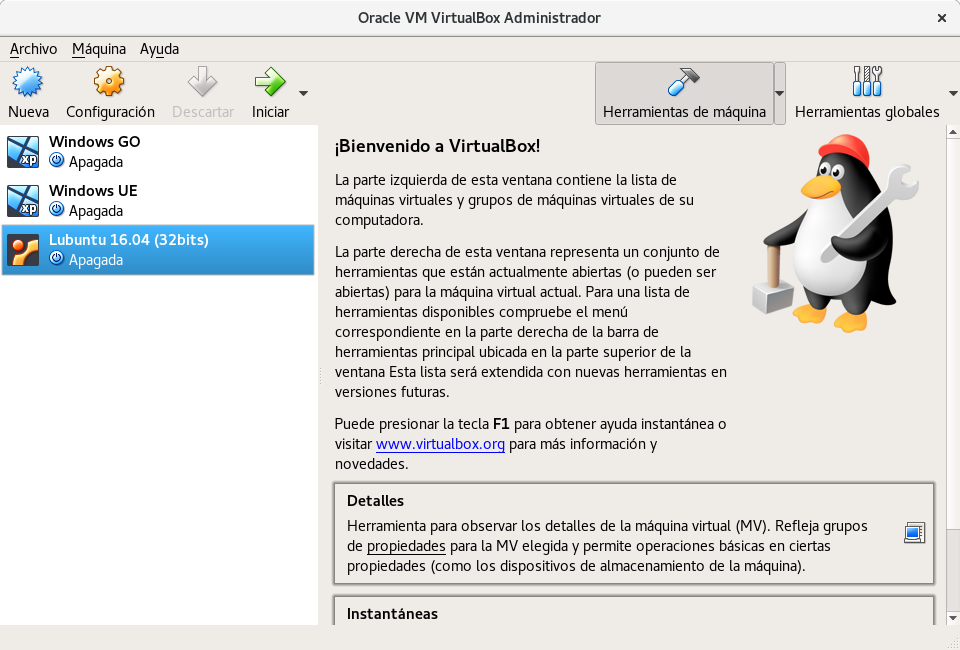 Oracle VM VirtualBox Administrador
Archivo Máquina Ayuda
Nueva Configuración Descartar Iniciar Herramientas de máquina Herramientas globales
xp
Windows GO
Apagada
xp
Windows UE
Apagada
Lubuntu 16.04 (32bits)
Apagada
¡Bienvenido a VirtualBox!
La parte izquierda de esta ventana contiene la lista de
máquinas virtuales y grupos de máquinas virtuales de su
computadora.
La parte derecha de esta ventana representa un conjunto de
herramientas que están actualmente abiertas (o pueden ser
abiertas) para la máquina virtual actual. Para una lista de
herramientas disponibles compruebe el menú
correspondiente en la parte derecha de la barra de
herramientas principal ubicada en la parte superior de la
ventana Esta lista será extendida con nuevas herramientas en
versiones futuras.
Puede presionar la tecla F1 para obtener ayuda instantánea o
visitar www.virtualbox.org para más información y
novedades.
Detalles
Herramienta para observar los detalles de la máquina virtual (MV). Refleja grupos
de propiedades para la MV elegida y permite operaciones básicas en ciertas
propiedades (como los dispositivos de almacenamiento de la máquina).
Instantáneas